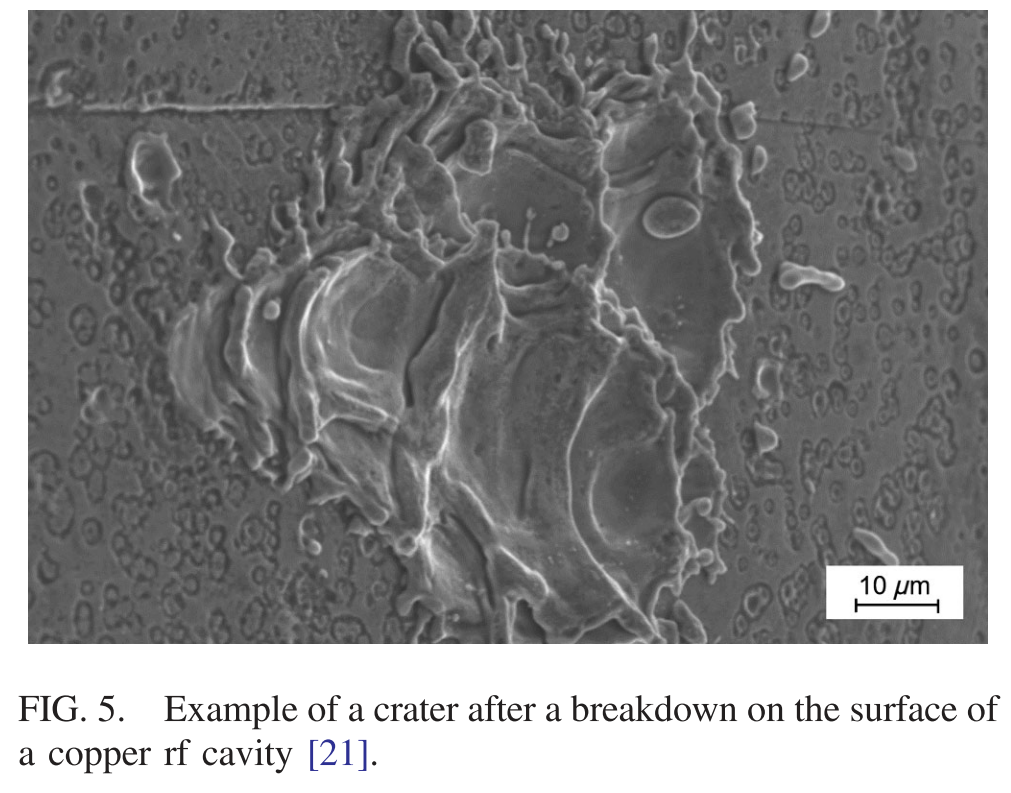 10 μm
FIG. 5. Example of a crater after a breakdown on the surface of
a copper rf cavity [21].